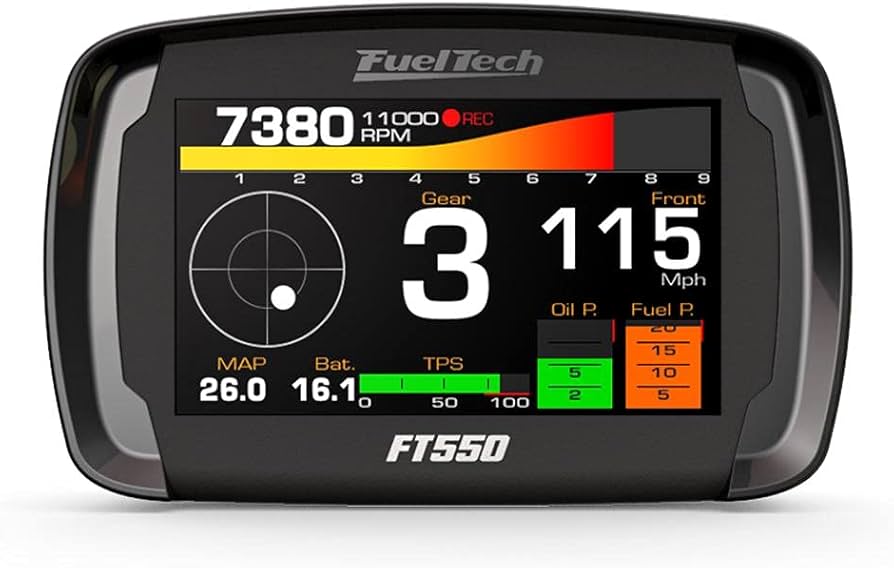 FuelTech
7380 11000 RPM REC
1 2 3 4 5 6 7 8 9
Gear
3
Front
115
Mph
MAP
26.0
Bat.
16.1
TPS
0 50 100
Oil P.
5
2
Fuel P.
20
15
10
5
FT550